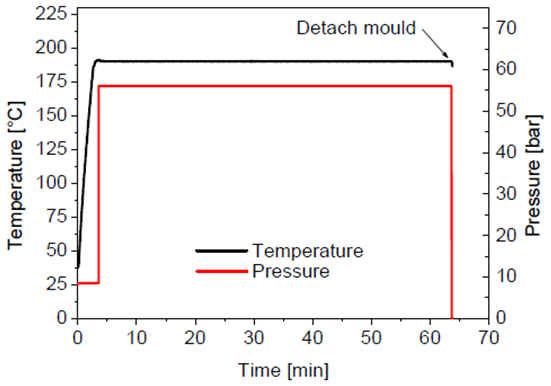 Detach mould
Temperature [°C]
225
200
175
150
125
100
75
50
25
0
Pressure [bar]
70
60
50
40
30
20
10
0
Temperature
Pressure
0 10 20 30 40 50 60 70
Time [min]